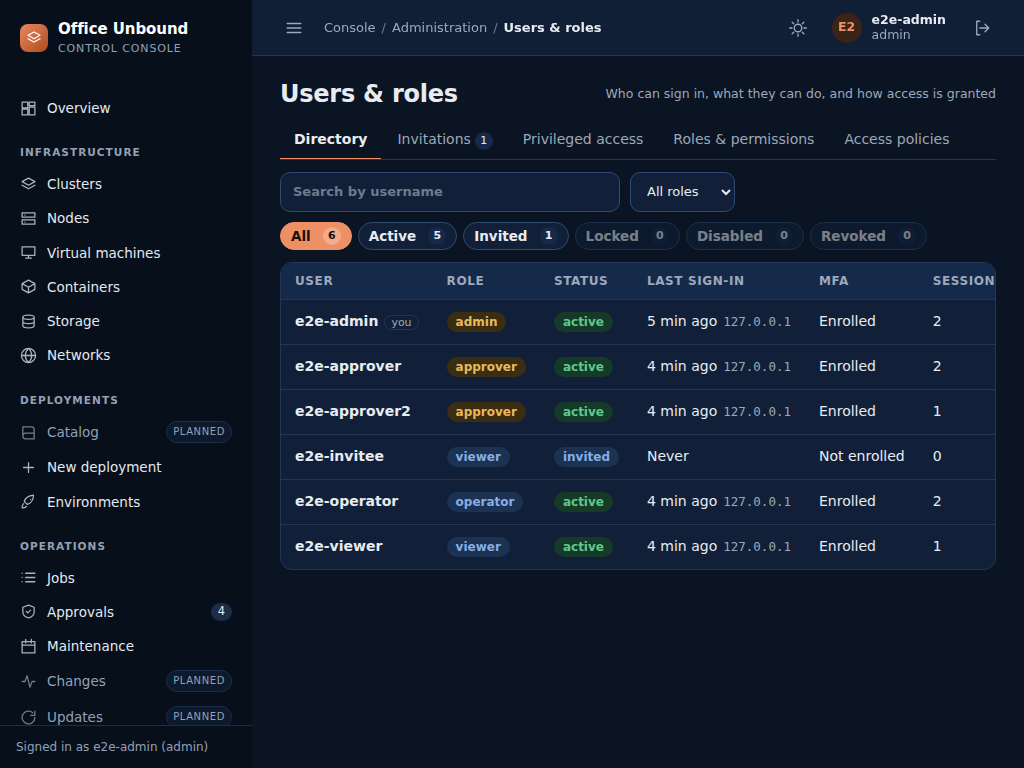 Office Unbound
CONTROL CONSOLE
Overview
INFRASTRUCTURE
Clusters
Nodes
Virtual machines
Containers
Storage
Networks
DEPLOYMENTS
Catalog PLANNED
New deployment
Environments
OPERATIONS
Jobs
Approvals 4
Maintenance
Changes PLANNED
Updates PLANNED
Signed in as e2e-admin (admin)
Console / Administration / Users & roles
E2 e2e-admin
admin
Users & roles
Who can sign in, what they can do, and how access is granted
Directory Invitations 1 Privileged access Roles & permissions Access policies
Search by username All roles
All 6 Active 5 Invited 1 Locked 0 Disabled 0 Revoked 0
USER ROLE STATUS LAST SIGN-IN MFA SESSION
e2e-admin you admin active 5 min ago 127.0.0.1 Enrolled 2
e2e-approver approver active 4 min ago 127.0.0.1 Enrolled 2
e2e-approver2 approver active 4 min ago 127.0.0.1 Enrolled 1
e2e-invitee viewer invited Never Not enrolled 0
e2e-operator operator active 4 min ago 127.0.0.1 Enrolled 2
e2e-viewer viewer active 4 min ago 127.0.0.1 Enrolled 1